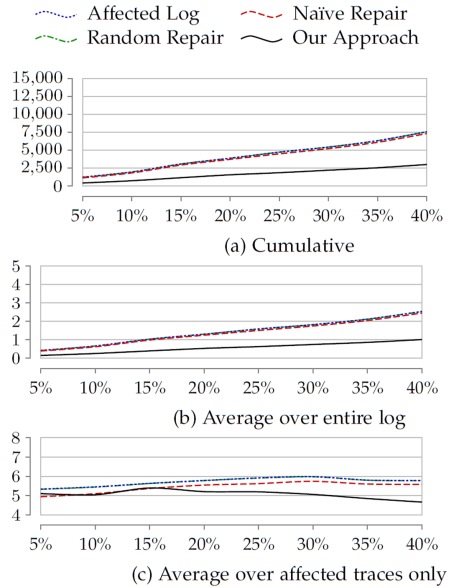 Affected Log Naïve Repair
Random Repair Our Approach
15,000
12,500
10,000
7,500
5,000
2,500
0
5% 10% 15% 20% 25% 30% 35% 40%
(a) Cumulative
5
4
3
2
1
0
5% 10% 15% 20% 25% 30% 35% 40%
(b) Average over entire log
8
7
6
5
4
5% 10% 15% 20% 25% 30% 35% 40%
(c) Average over affected traces only